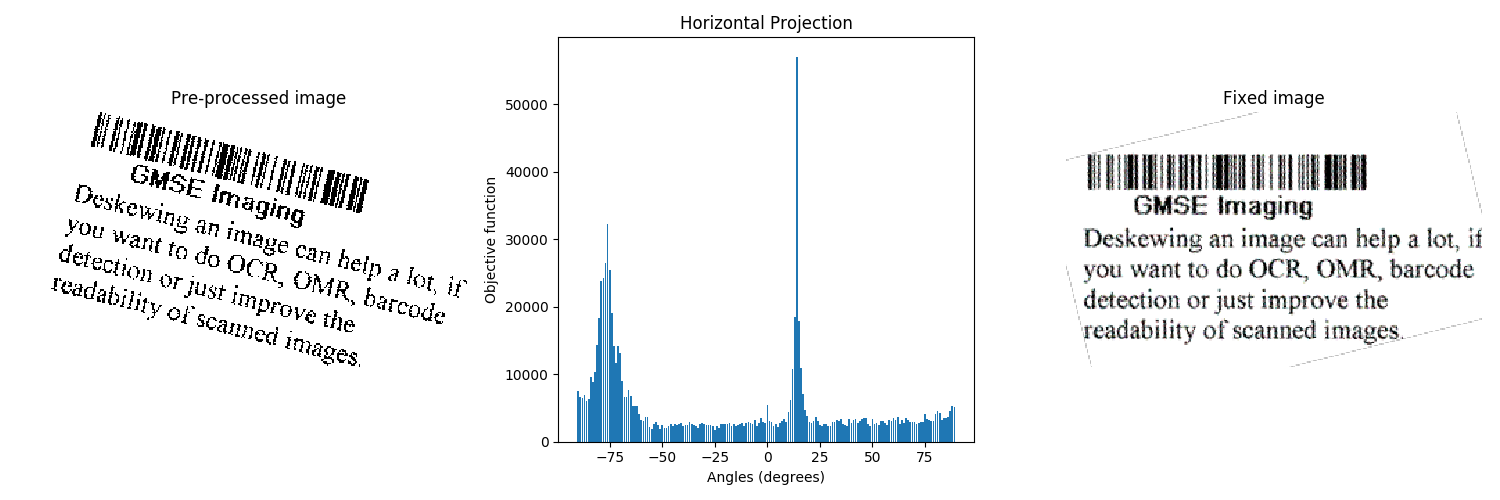 Pre-processed image
GMSE Imaging
Deskewing an image can help a lot, if
you want to do OCR, OMR, barcode
detection or just improve the
readability of scanned images.
Horizontal Projection
Objective function
50000
40000
30000
20000
10000
0
−75 −50 −25 0 25 50 75
Angles (degrees)
Fixed image
GMSE Imaging
Deskewing an image can help a lot, if
you want to do OCR, OMR, barcode
detection or just improve the
readability of scanned images.